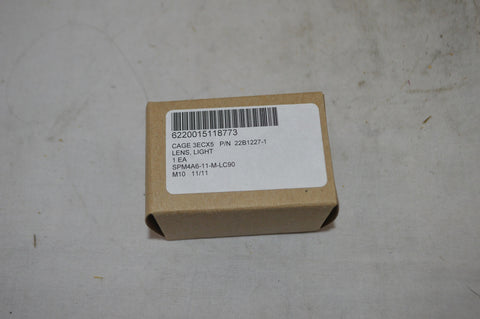 6220015118773
CAGE 3ECX5 P/N 22B1227-1
LENS, LIGHT
1 EA
SPM4A6-11-M-LC90
M10 11/11